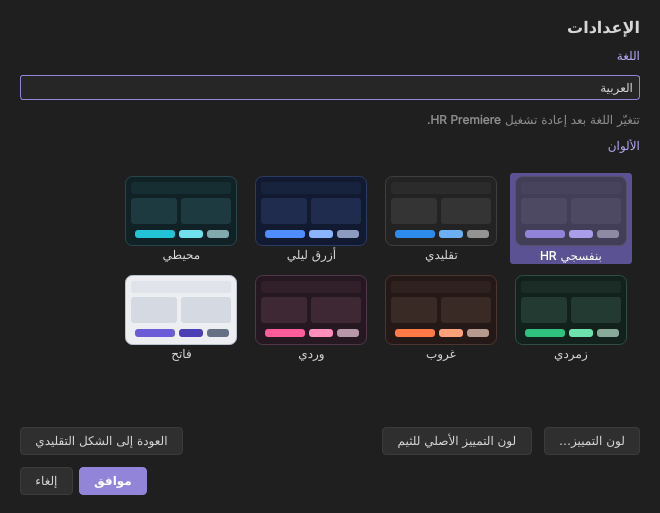 الإعدادات
اللغة
العربية
تتغيّر اللغة بعد إعادة تشغيل HR Premiere.
الألوان
بنفسجي HR
تقليدي
أزرق ليلي
محيطي
زمردي
غروب
وردي
فاتح
لون التمييز...
لون التمييز الأصلي للثيم
العودة إلى الشكل التقليدي
موافق
إلغاء